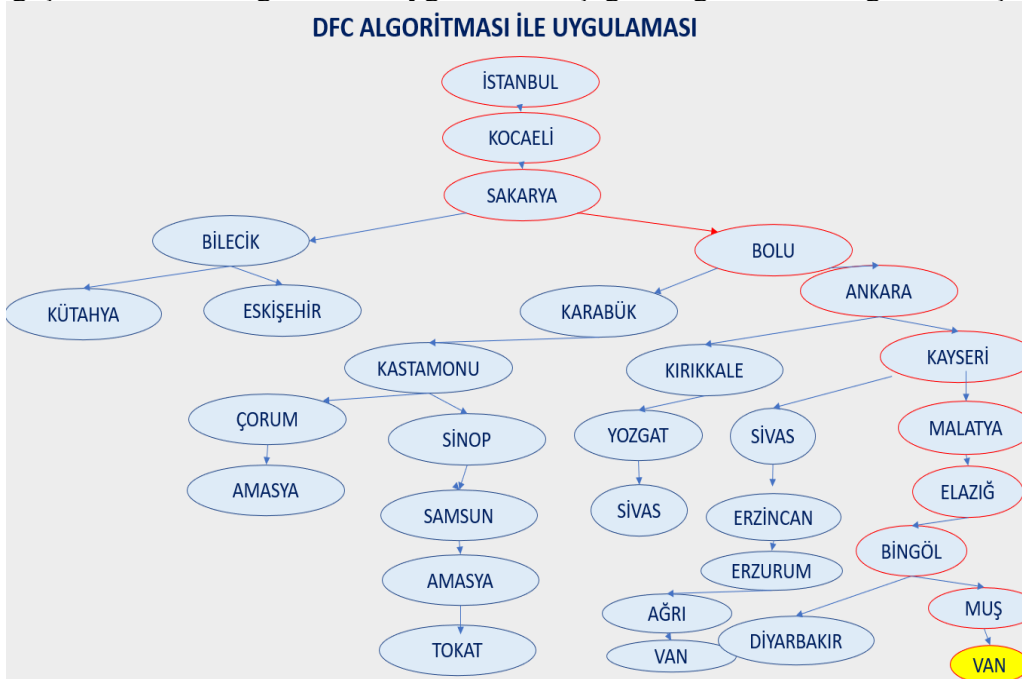 DFC ALGORİTMASI İLE UYGULAMASI
İSTANBUL
KOCAELİ
SAKARYA
BİLECİK
BOLU
KÜTAHYA
ESKİŞEHİR
KARABÜK
ANKARA
KASTAMONU
KIRIKKALE
KAYSERİ
ÇORUM
SİNOP
YOZGAT
SİVAS
MALATYA
AMASYA
SAMSUN
SİVAS
ERZİNCAN
ELAZIĞ
BİNGÖL
AMASYA
ERZURUM
AĞRI
MUŞ
TOKAT
VAN
DİYARBAKIR
VAN